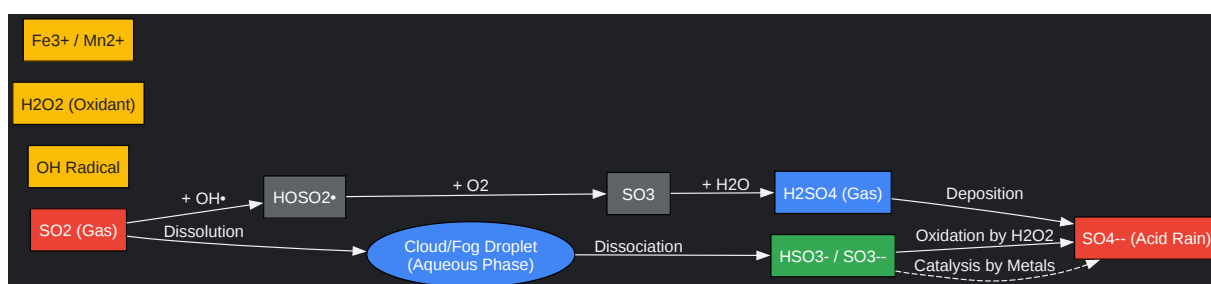 Fe3+ / Mn2+
H2O2 (Oxidant)
OH Radical
SO2 (Gas)
+ OH•
Dissolution
HOSO2•
+ O2
Cloud/Fog Droplet
(Aqueous Phase)
SO3
Dissociation
+ H2O
H2SO4 (Gas)
HSO3- / SO3--
Deposition
Oxidation by H2O2
Catalysis by Metals
SO4-- (Acid Rain)